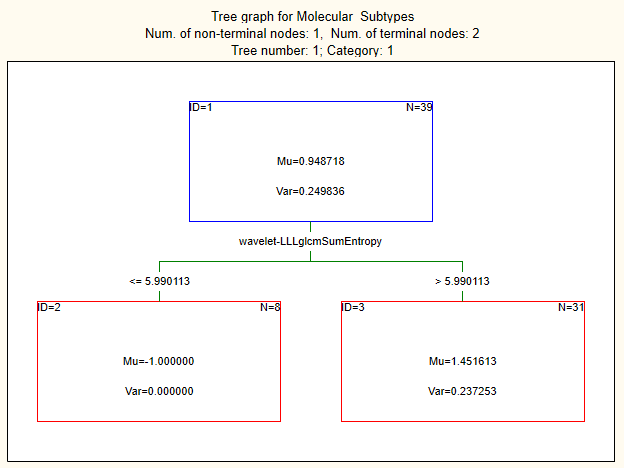 Tree graph for Molecular  Subtypes
Num. of non-terminal nodes: 1,  Num. of terminal nodes: 2
Tree number: 1; Category: 1
ID=1 N=39
Mu=0.948718
Var=0.249836
wavelet-LLLglcmSumEntropy
<= 5.990113 > 5.990113
ID=2 N=8 ID=3 N=31
Mu=-1.000000 Mu=1.451613
Var=0.000000 Var=0.237253